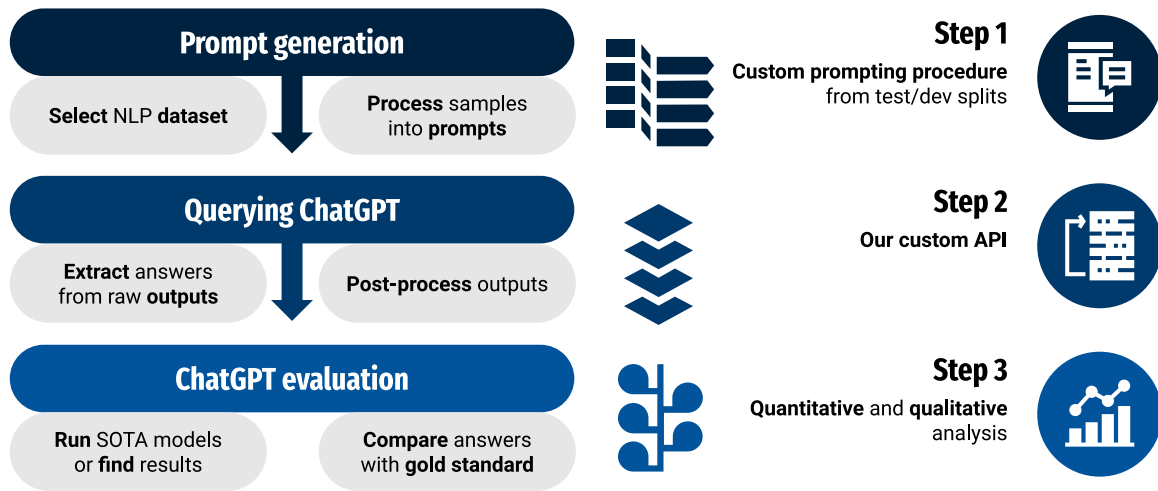 Prompt generation
Select NLP dataset
Process samples
into prompts
Step 1
Custom prompting procedure
from test/dev splits
Querying ChatGPT
Extract answers
from raw outputs
Post-process outputs
Step 2
Our custom API
ChatGPT evaluation
Run SOTA models
or find results
Compare answers
with gold standard
Step 3
Quantitative and qualitative
analysis